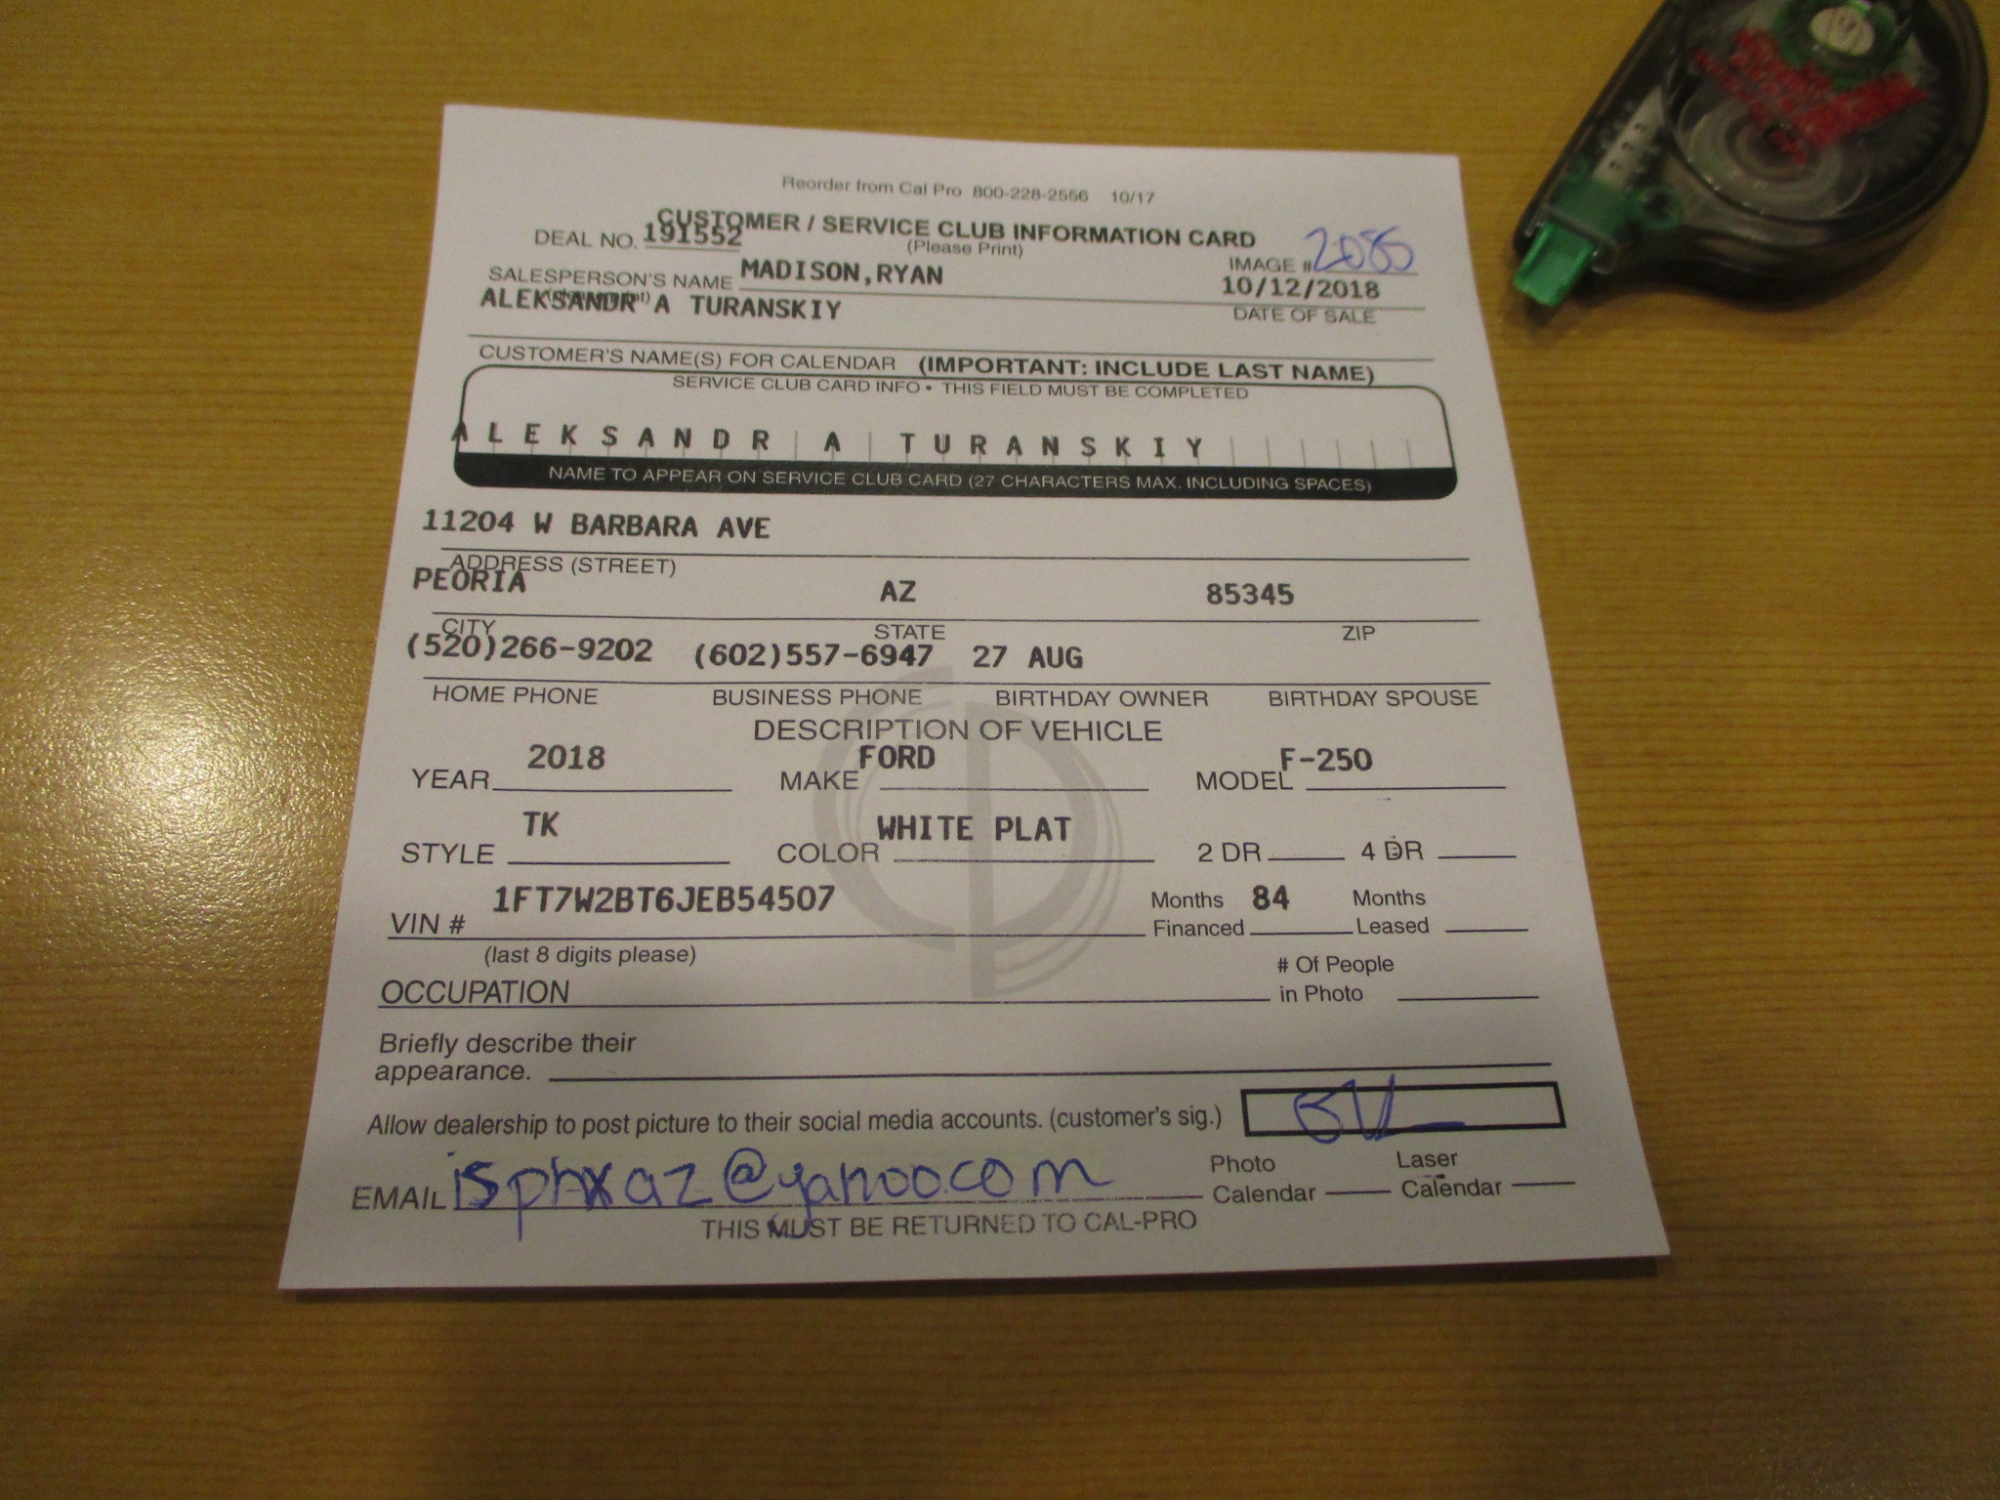 Reorder from Cal Pro 800-228-2556 10/17
CUSTOMER / SERVICE CLUB INFORMATION CARD
DEAL NO. 191552 (Please Print) IMAGE #
SALESPERSON'S NAME MADISON,RYAN 10/12/2018
ALEKSANDR A TURANSKIY DATE OF SALE
CUSTOMER'S NAME(S) FOR CALENDAR (IMPORTANT: INCLUDE LAST NAME)
SERVICE CLUB CARD INFO • THIS FIELD MUST BE COMPLETED
ALEKSANDR A TURANSKIY
NAME TO APPEAR ON SERVICE CLUB CARD (27 CHARACTERS MAX. INCLUDING SPACES)
11204 W BARBARA AVE
ADDRESS (STREET)
PEORIA AZ 85345
CITY STATE ZIP
(520)266-9202 (602)557-6947 27 AUG
HOME PHONE BUSINESS PHONE BIRTHDAY OWNER BIRTHDAY SPOUSE
DESCRIPTION OF VEHICLE
YEAR 2018 MAKE FORD MODEL F-250
STYLE TK COLOR WHITE PLAT 2 DR 4 DR
VIN # 1FT7W2BT6JEB54507 Months Financed 84 Months Leased
(last 8 digits please)
OCCUPATION # Of People in Photo
Briefly describe their
appearance.
Allow dealership to post picture to their social media accounts. (customer's sig.)
EMAIL isphxaz@yahoo.com Photo Calendar Laser Calendar
THIS MUST BE RETURNED TO CAL-PRO